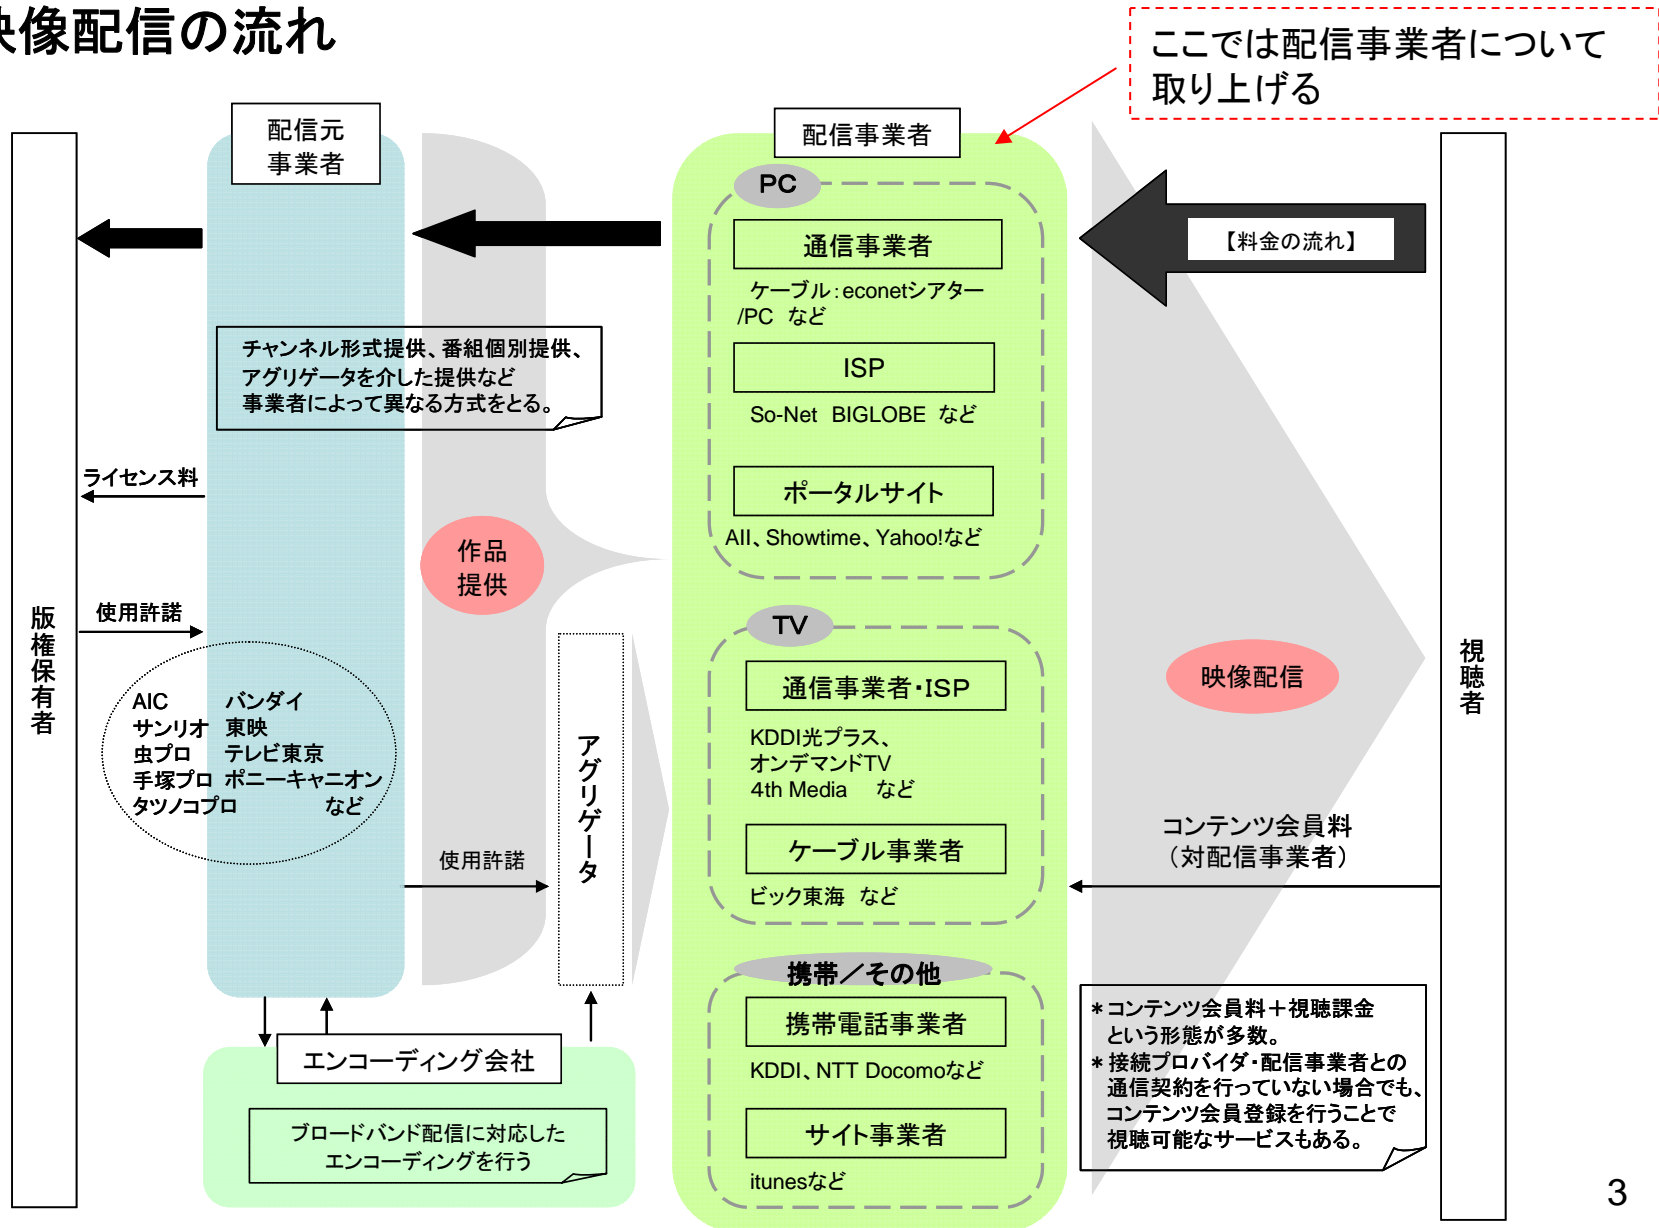 映像配信の流れ
ここでは配信事業者について
取り上げる
配信元
事業者
配信事業者
PC
通信事業者
ケーブル：econetシアター
/PC など
ISP
So-Net BIGLOBE など
ポータルサイト
AII、Showtime、Yahoo!など
【料金の流れ】
チャンネル形式提供、番組個別提供、
アグリゲータを介した提供など
事業者によって異なる方式をとる。
ライセンス料
使用許諾
作品
提供
版権保有者
AIC バンダイ
サンリオ 東映
虫プロ テレビ東京
手塚プロ ポニーキャニオン
タツノコプロ など
使用許諾
アグリゲータ
TV
通信事業者・ISP
KDDI光プラス、
オンデマンドTV
4th Media など
ケーブル事業者
ビック東海 など
映像配信
視聴者
コンテンツ会員料
（対配信事業者）
携帯／その他
携帯電話事業者
KDDI、NTT Docomoなど
サイト事業者
itunesなど
エンコーディング会社
ブロードバンド配信に対応した
エンコーディングを行う
＊コンテンツ会員料＋視聴課金
という形態が多数。
＊接続プロバイダ・配信事業者との
通信契約を行っていない場合でも、
コンテンツ会員登録を行うことで
視聴可能なサービスもある。
3